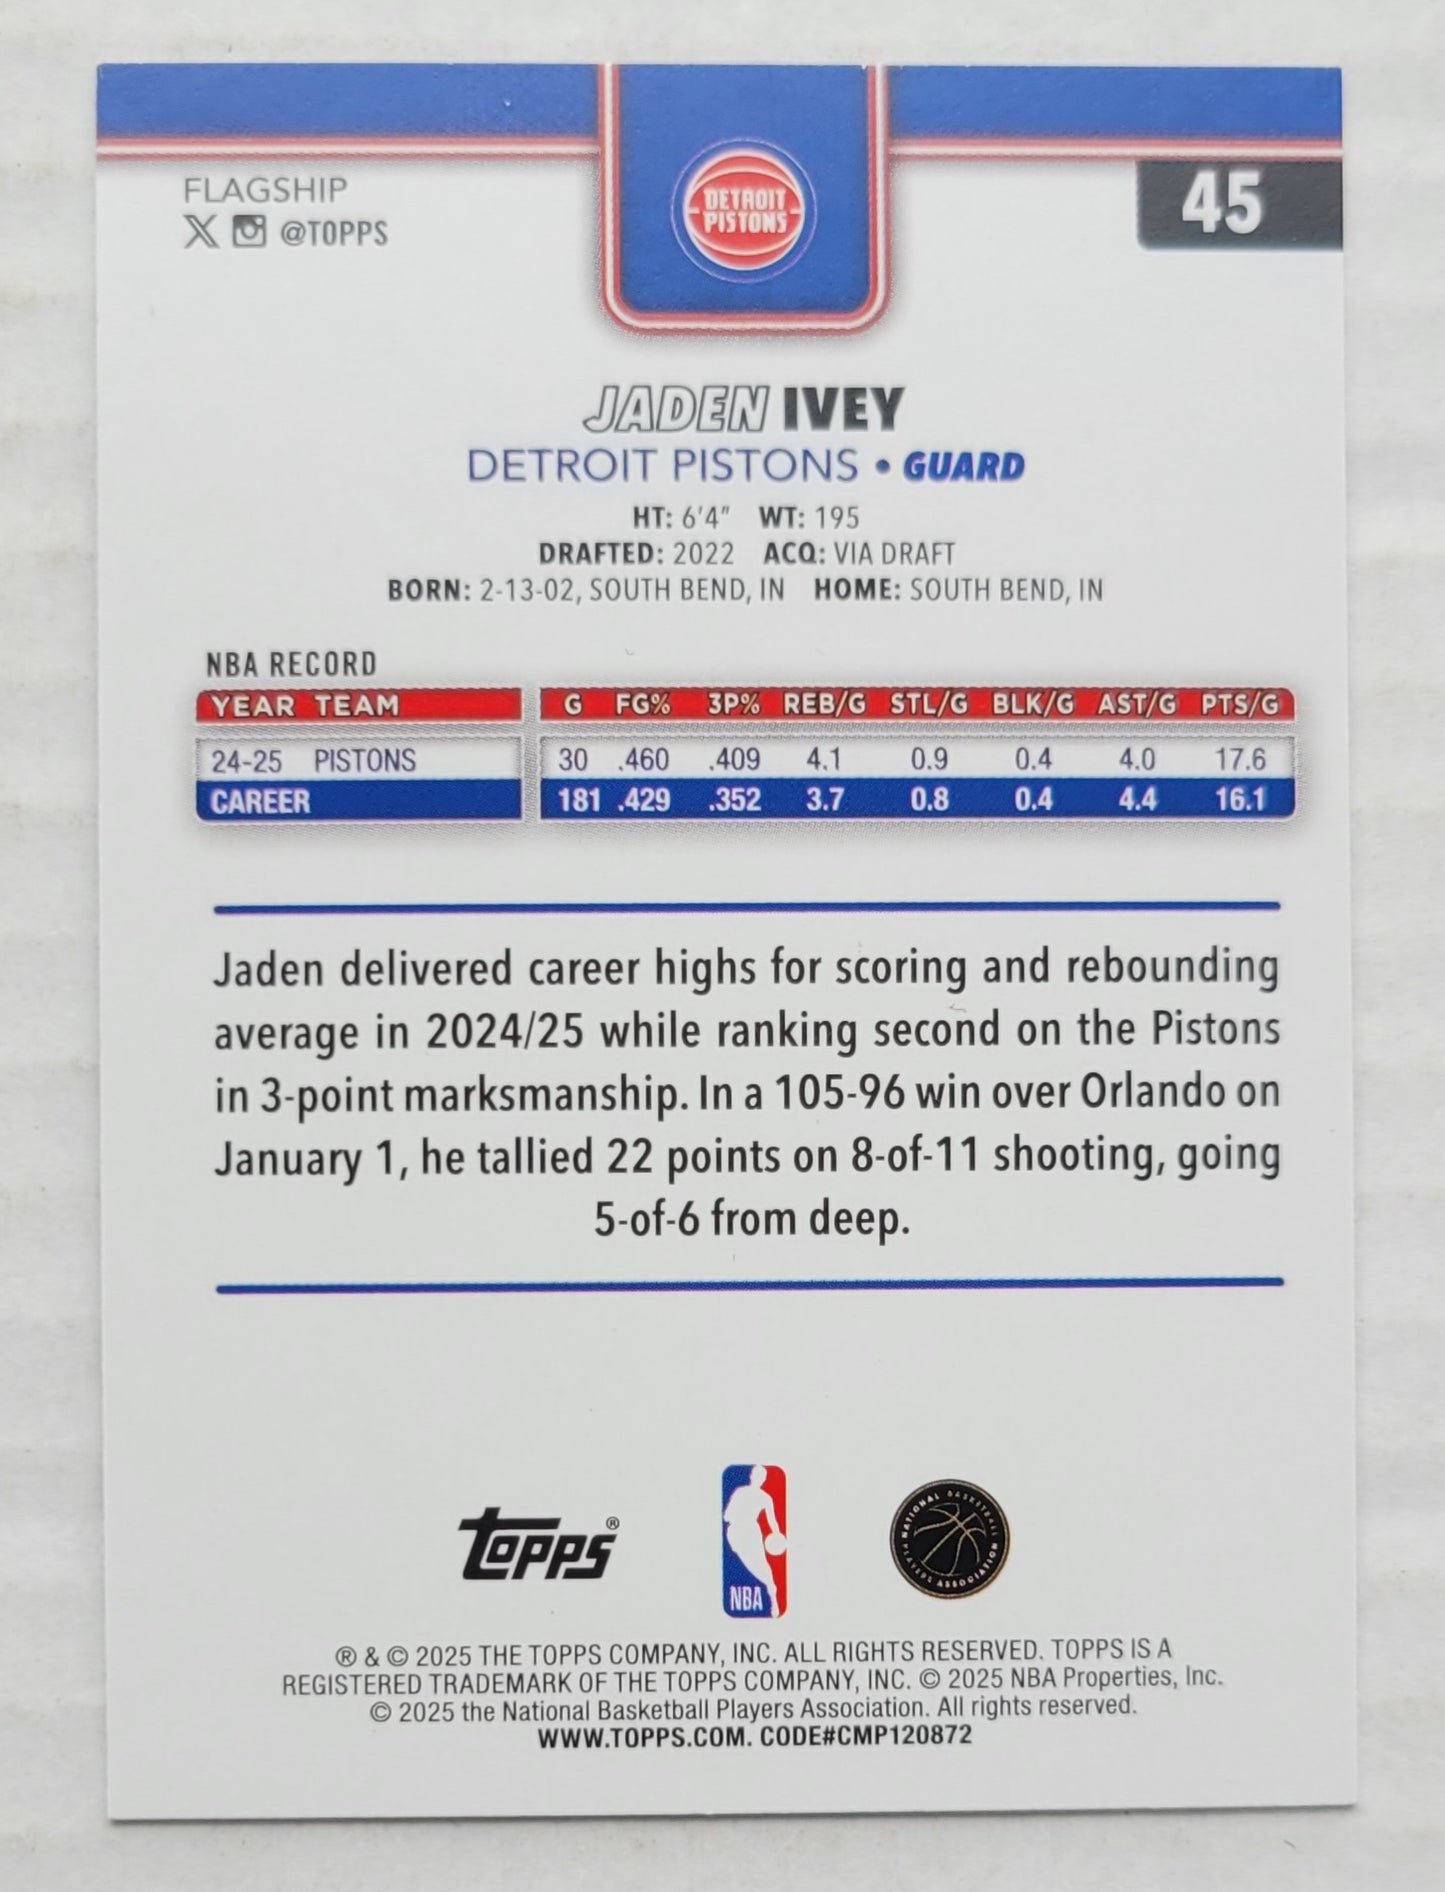 FLAGSHIP
X @TOPPS
DETROIT
PISTONS
45
JADEN IVEY
DETROIT PISTONS • GUARD
HT: 6'4" WT: 195
DRAFTED: 2022 ACQ: VIA DRAFT
BORN: 2-13-02, SOUTH BEND, IN HOME: SOUTH BEND, IN
NBA RECORD
YEAR TEAM G FG% 3P% REB/G STL/G BLK/G AST/G PTS/G
24-25 PISTONS 30 .460 .409 4.1 0.9 0.4 4.0 17.6
CAREER 181 .429 .352 3.7 0.8 0.4 4.4 16.1
Jaden delivered career highs for scoring and rebounding
average in 2024/25 while ranking second on the Pistons
in 3-point marksmanship. In a 105-96 win over Orlando on
January 1, he tallied 22 points on 8-of-11 shooting, going
5-of-6 from deep.
TOPPS®
NBA
NATIONAL BASKETBALL PLAYERS ASSOCIATION
® & © 2025 THE TOPPS COMPANY, INC. ALL RIGHTS RESERVED. TOPPS IS A
REGISTERED TRADEMARK OF THE TOPPS COMPANY, INC. © 2025 NBA Properties, Inc.
© 2025 the National Basketball Players Association. All rights reserved.
WWW.TOPPS.COM. CODE#CMP120872